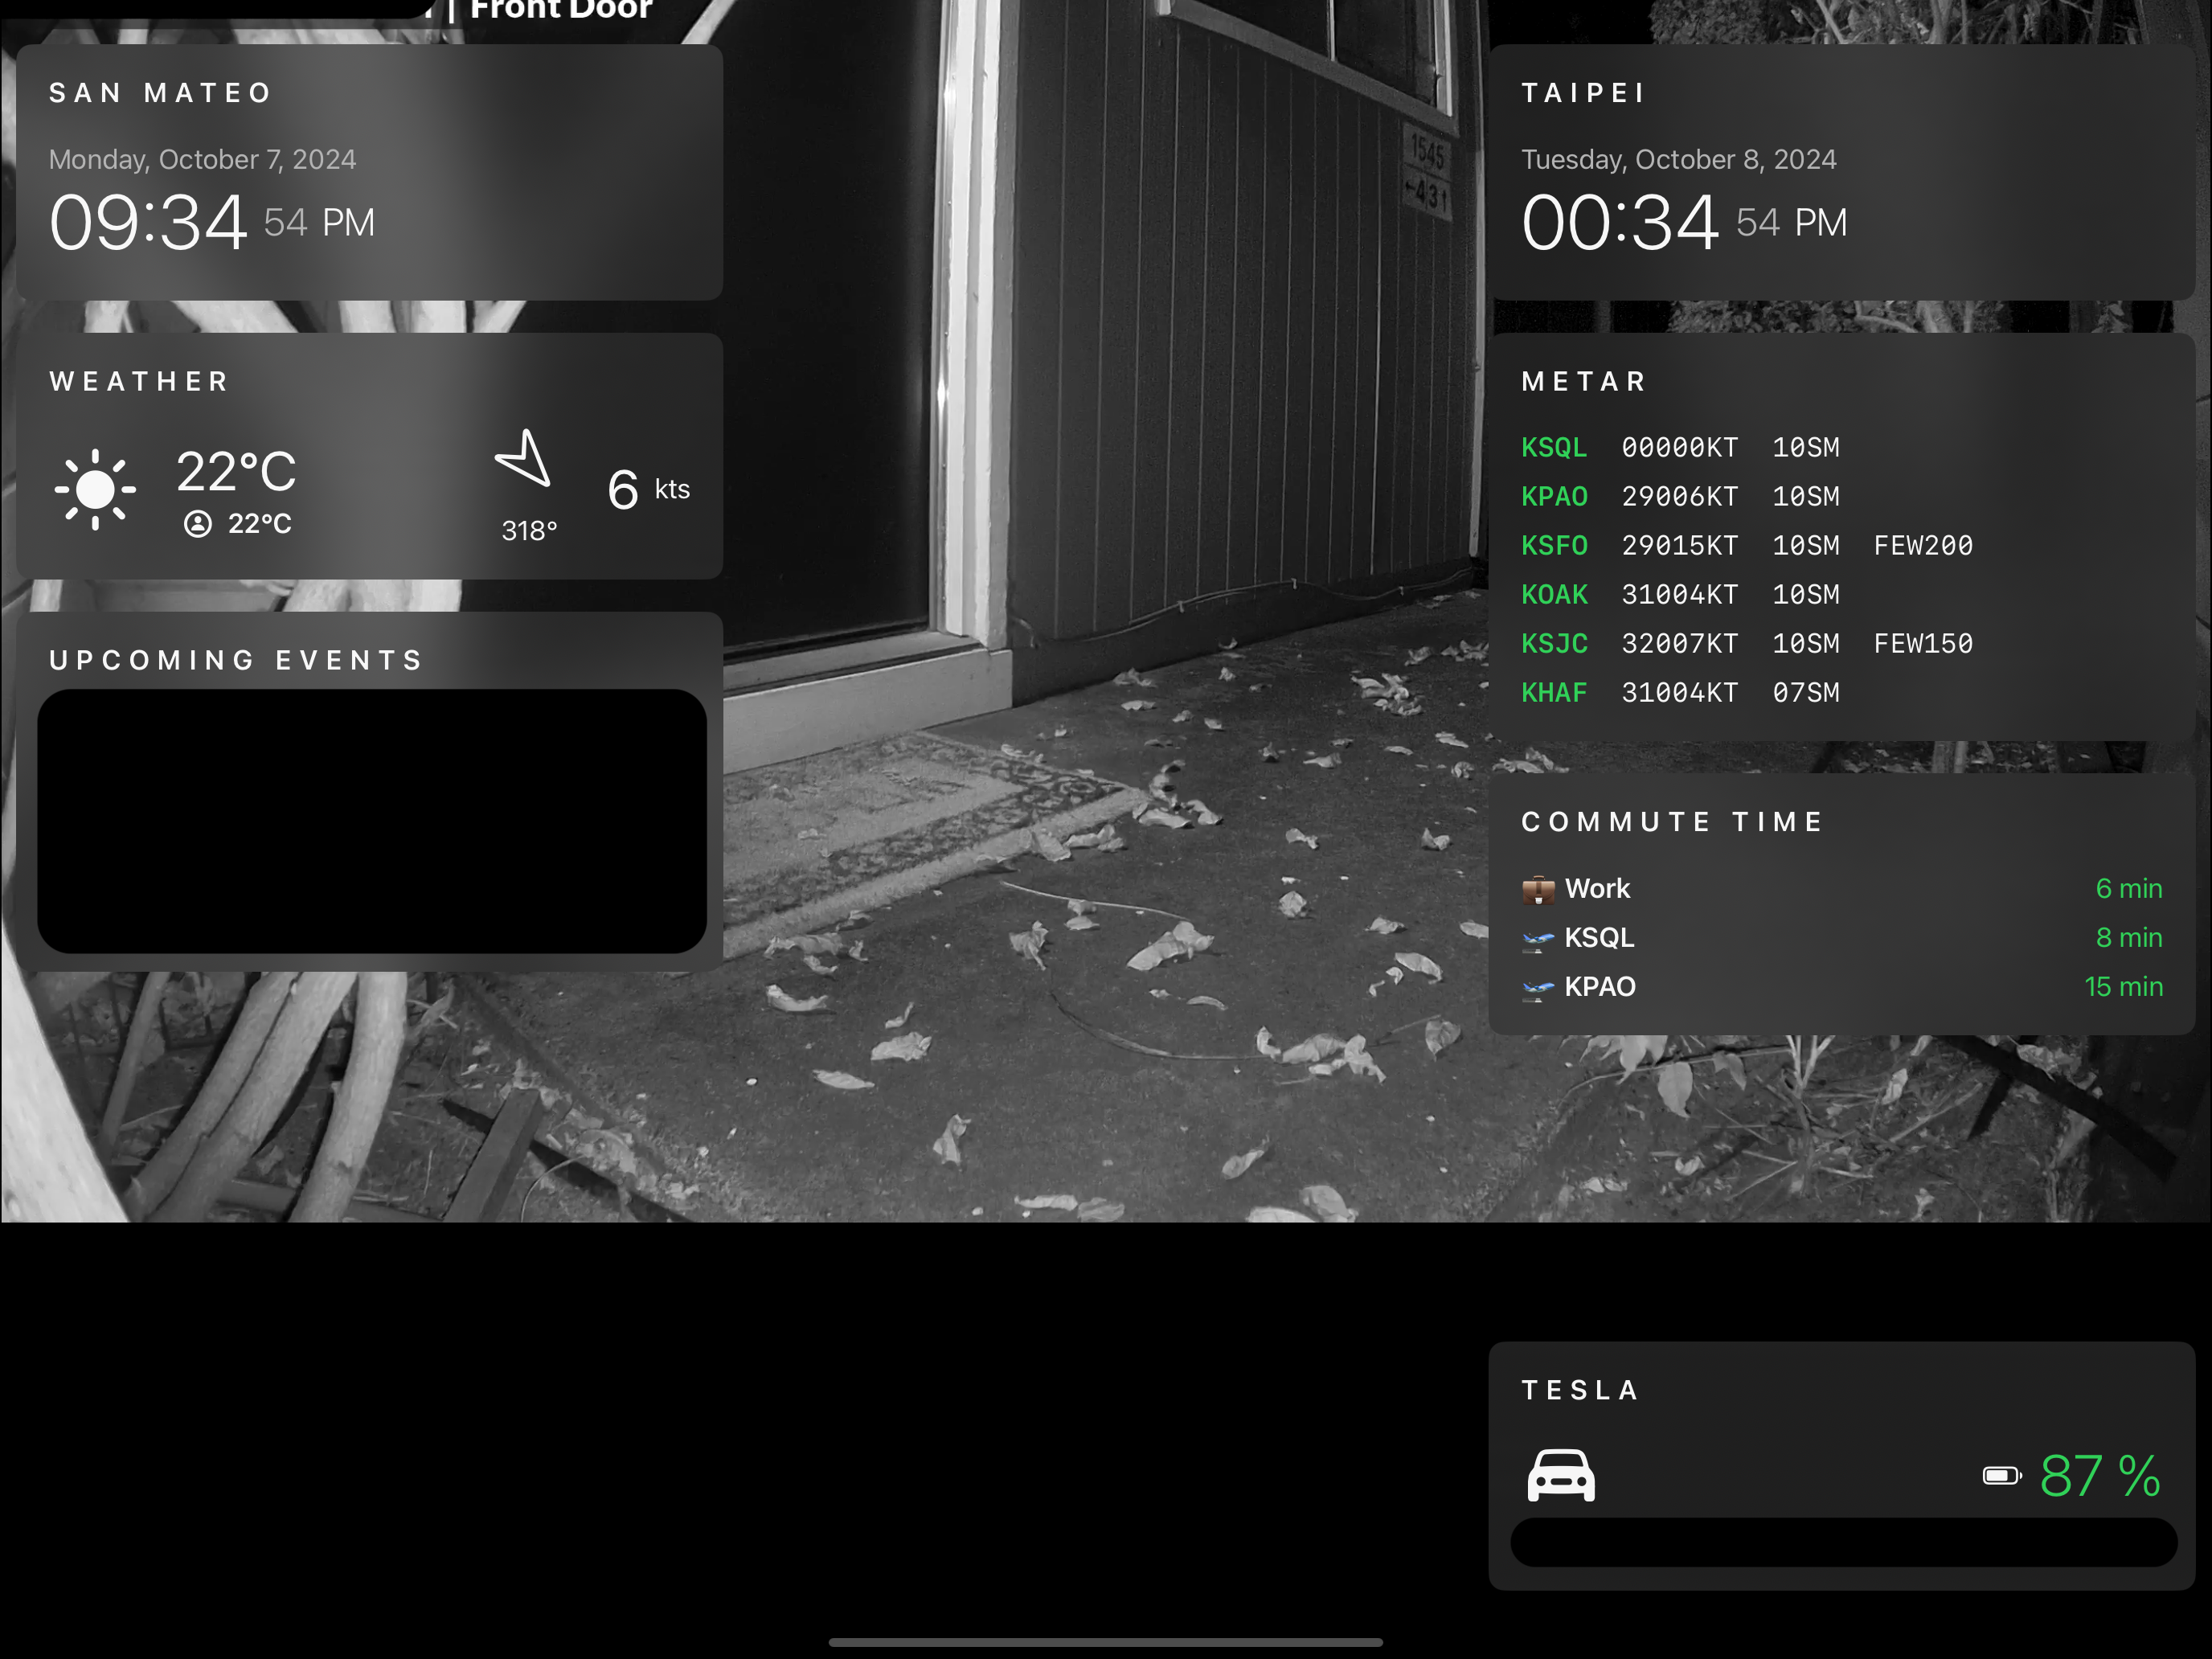 | Front Door
SAN MATEO
Monday, October 7, 2024
09:34 54 PM
WEATHER
22°C
22°C
318°
6 kts
UPCOMING EVENTS
1545
←43↑
TAIPEI
Tuesday, October 8, 2024
00:34 54 PM
METAR
KSQL 00000KT 10SM
KPAO 29006KT 10SM
KSFO 29015KT 10SM FEW200
KOAK 31004KT 10SM
KSJC 32007KT 10SM FEW150
KHAF 31004KT 07SM
COMMUTE TIME
Work 6 min
KSQL 8 min
KPAO 15 min
TESLA
87 %